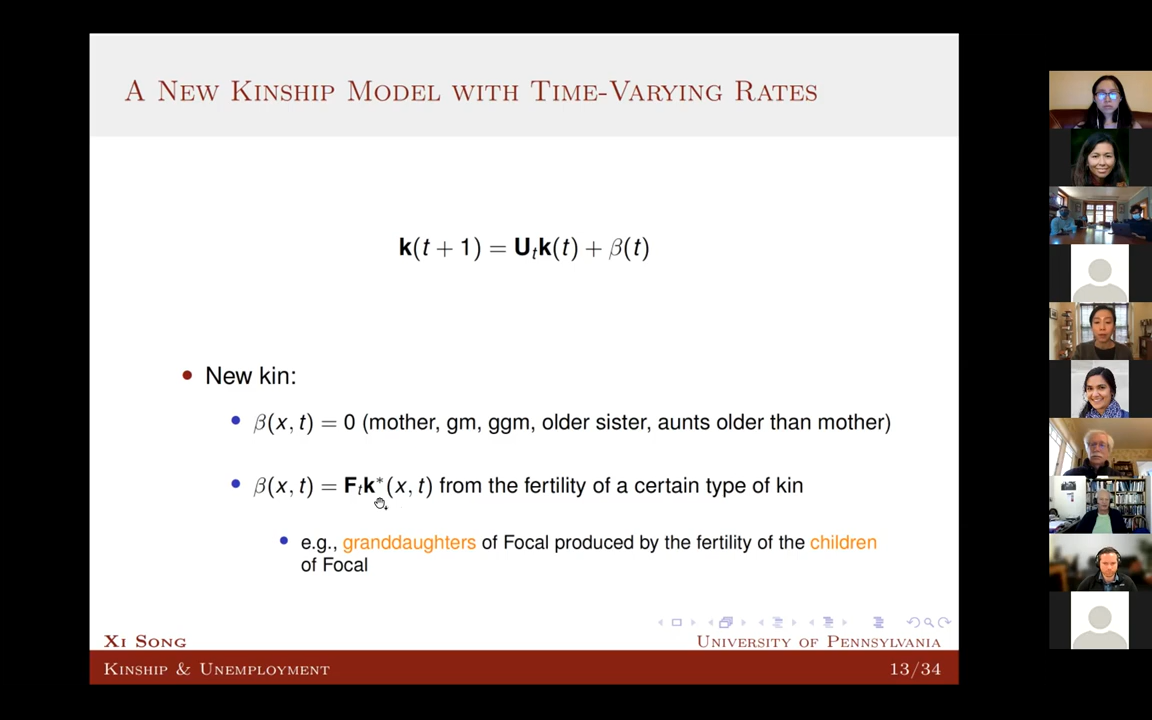 A New Kinship Model with Time-Varying Rates
k(t + 1) = Uₜk(t) + β(t)
New kin:
β(x, t) = 0 (mother, gm, ggm, older sister, aunts older than mother)
β(x, t) = Fₜk*(x, t) from the fertility of a certain type of kin
e.g., granddaughters of Focal produced by the fertility of the children
of Focal
Xi Song
University of Pennsylvania
Kinship & Unemployment
13/34